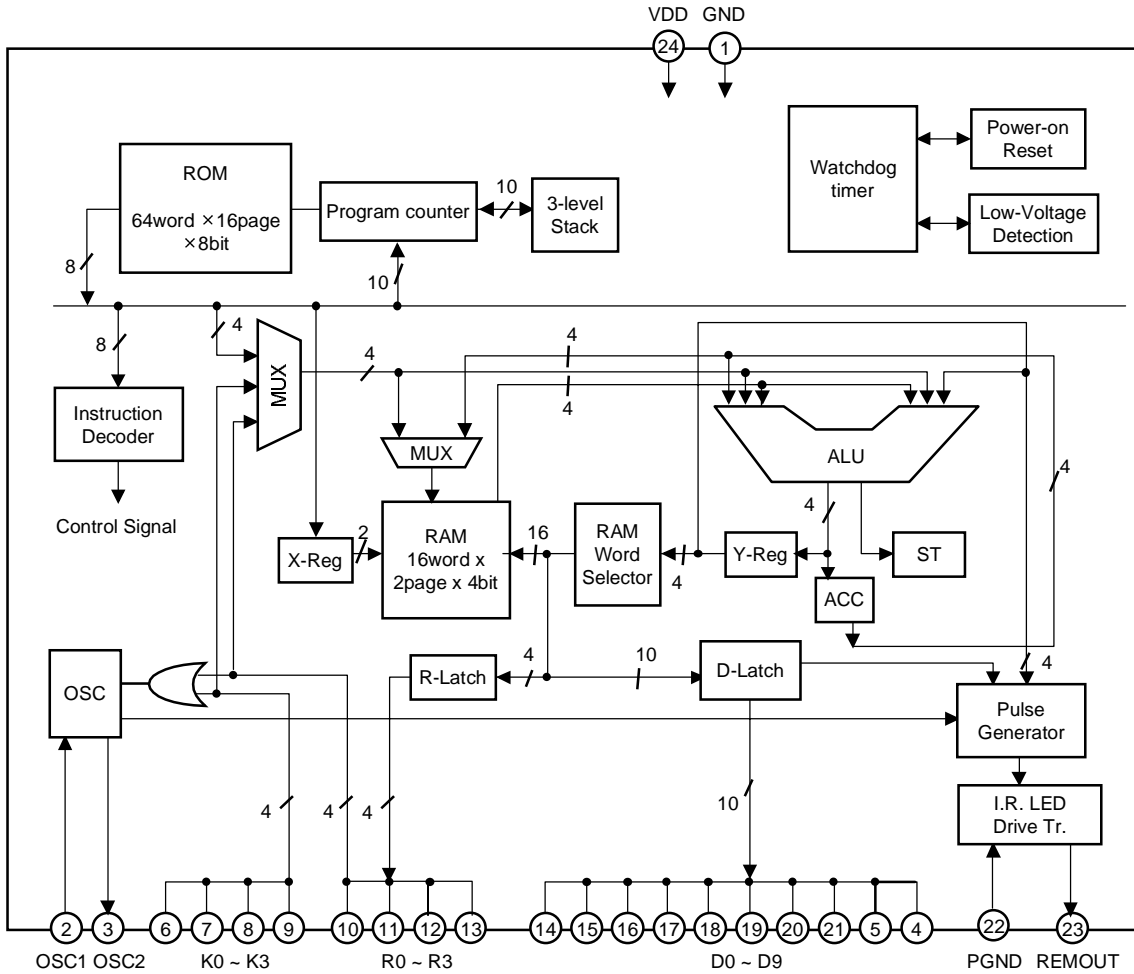 VDD GND
24 1
ROM
64word ×16page
×8bit
Program counter
10
3-level
Stack
Watchdog
timer
Power-on
Reset
Low-Voltage
Detection
8
10
8
4
MUX
4
4
4
Instruction
Decoder
Control Signal
MUX
ALU
4
4
X-Reg
2
RAM
16word x
2page x 4bit
16
RAM
Word
Selector
4
Y-Reg
ST
ACC
OSC
R-Latch
4
10
D-Latch
4
Pulse
Generator
4
4
4
10
I.R. LED
Drive Tr.
2 3 6 7 8 9 10 11 12 13 14 15 16 17 18 19 20 21 5 4 22 23
OSC1 OSC2 K0 ~ K3 R0 ~ R3 D0 ~ D9 PGND REMOUT